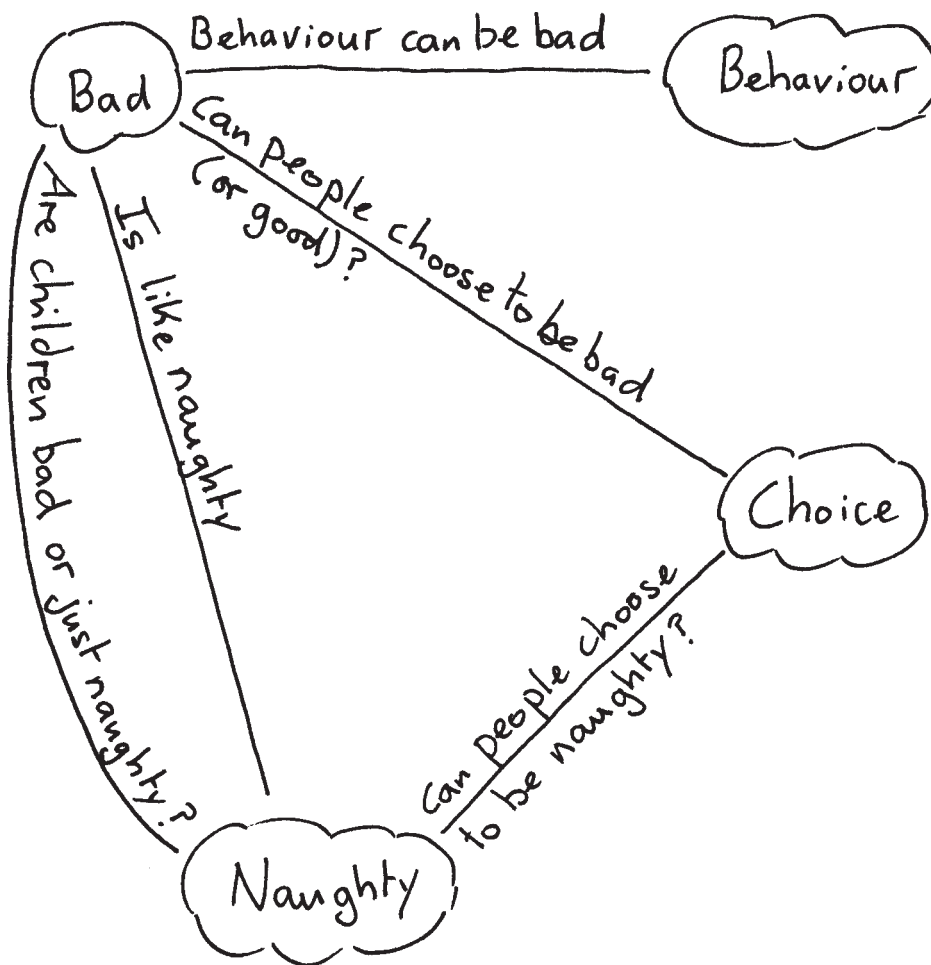 Behaviour can be bad
Bad
Behaviour
Can people choose to be bad
(or good)?
Is like naughty
Are children bad or just naughty?
Choice
Can people choose
to be naughty?
Naughty